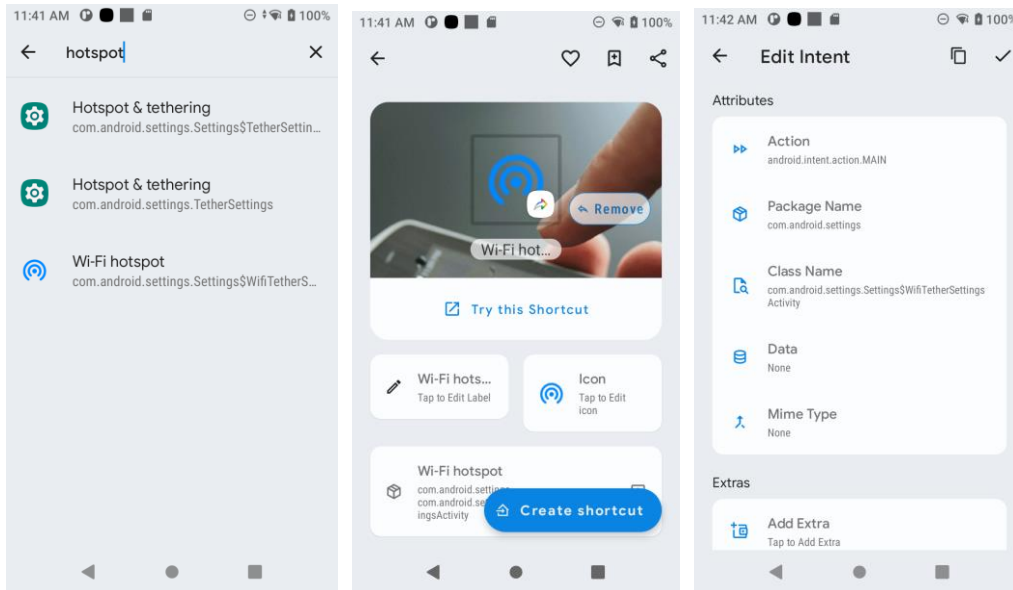 11:41 AM
100%
hotspot
Hotspot & tethering
com.android.settings.Settings$TetherSettin...
Hotspot & tethering
com.android.settings.TetherSettings
Wi-Fi hotspot
com.android.settings.Settings$WifiTetherS...
11:41 AM
100%
Remove
Wi-Fi hot...
Try this Shortcut
Wi-Fi hots...
Tap to Edit Label
Icon
Tap to Edit
icon
Wi-Fi hotspot
com.android.settings
com.android.se
ingsActivity
Create shortcut
11:42 AM
100%
Edit Intent
Attributes
Action
android.intent.action.MAIN
Package Name
com.android.settings
Class Name
com.android.settings.Settings$WifiTetherSettings
Activity
Data
None
Mime Type
None
Extras
Add Extra
Tap to Add Extra